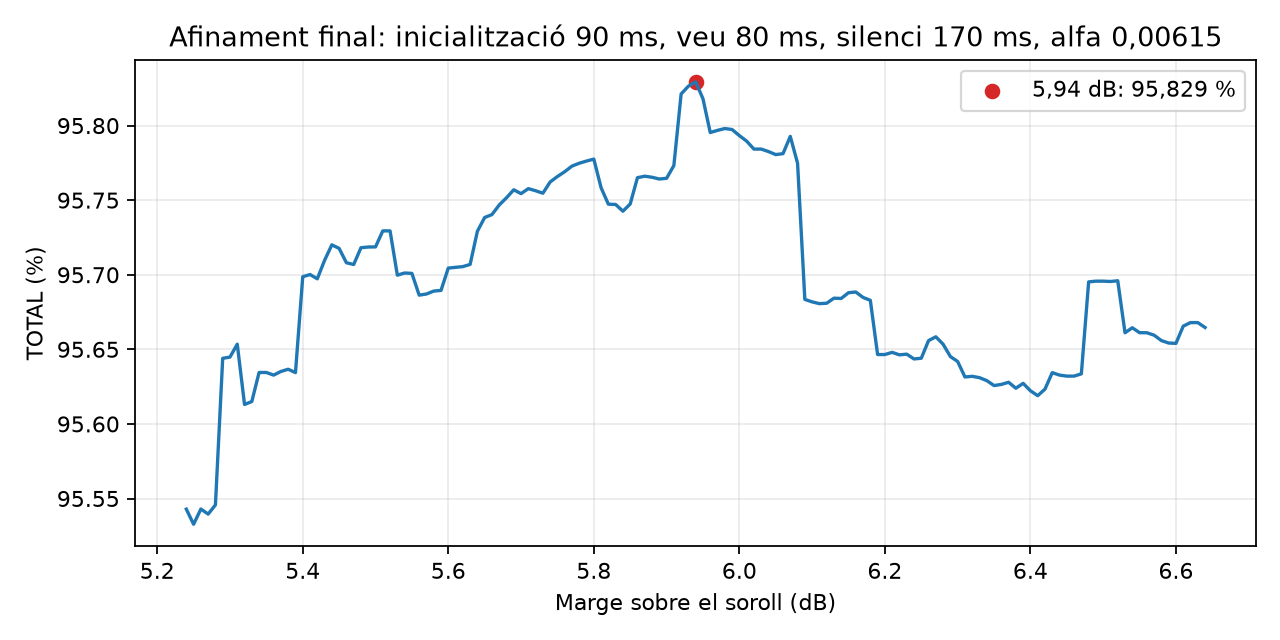 Afinament final: inicialització 90 ms, veu 80 ms, silenci 170 ms, alfa 0,00615
5,94 dB: 95,829 %
TOTAL (%)
95.80
95.75
95.70
95.65
95.60
95.55
5.2 5.4 5.6 5.8 6.0 6.2 6.4 6.6
Marge sobre el soroll (dB)